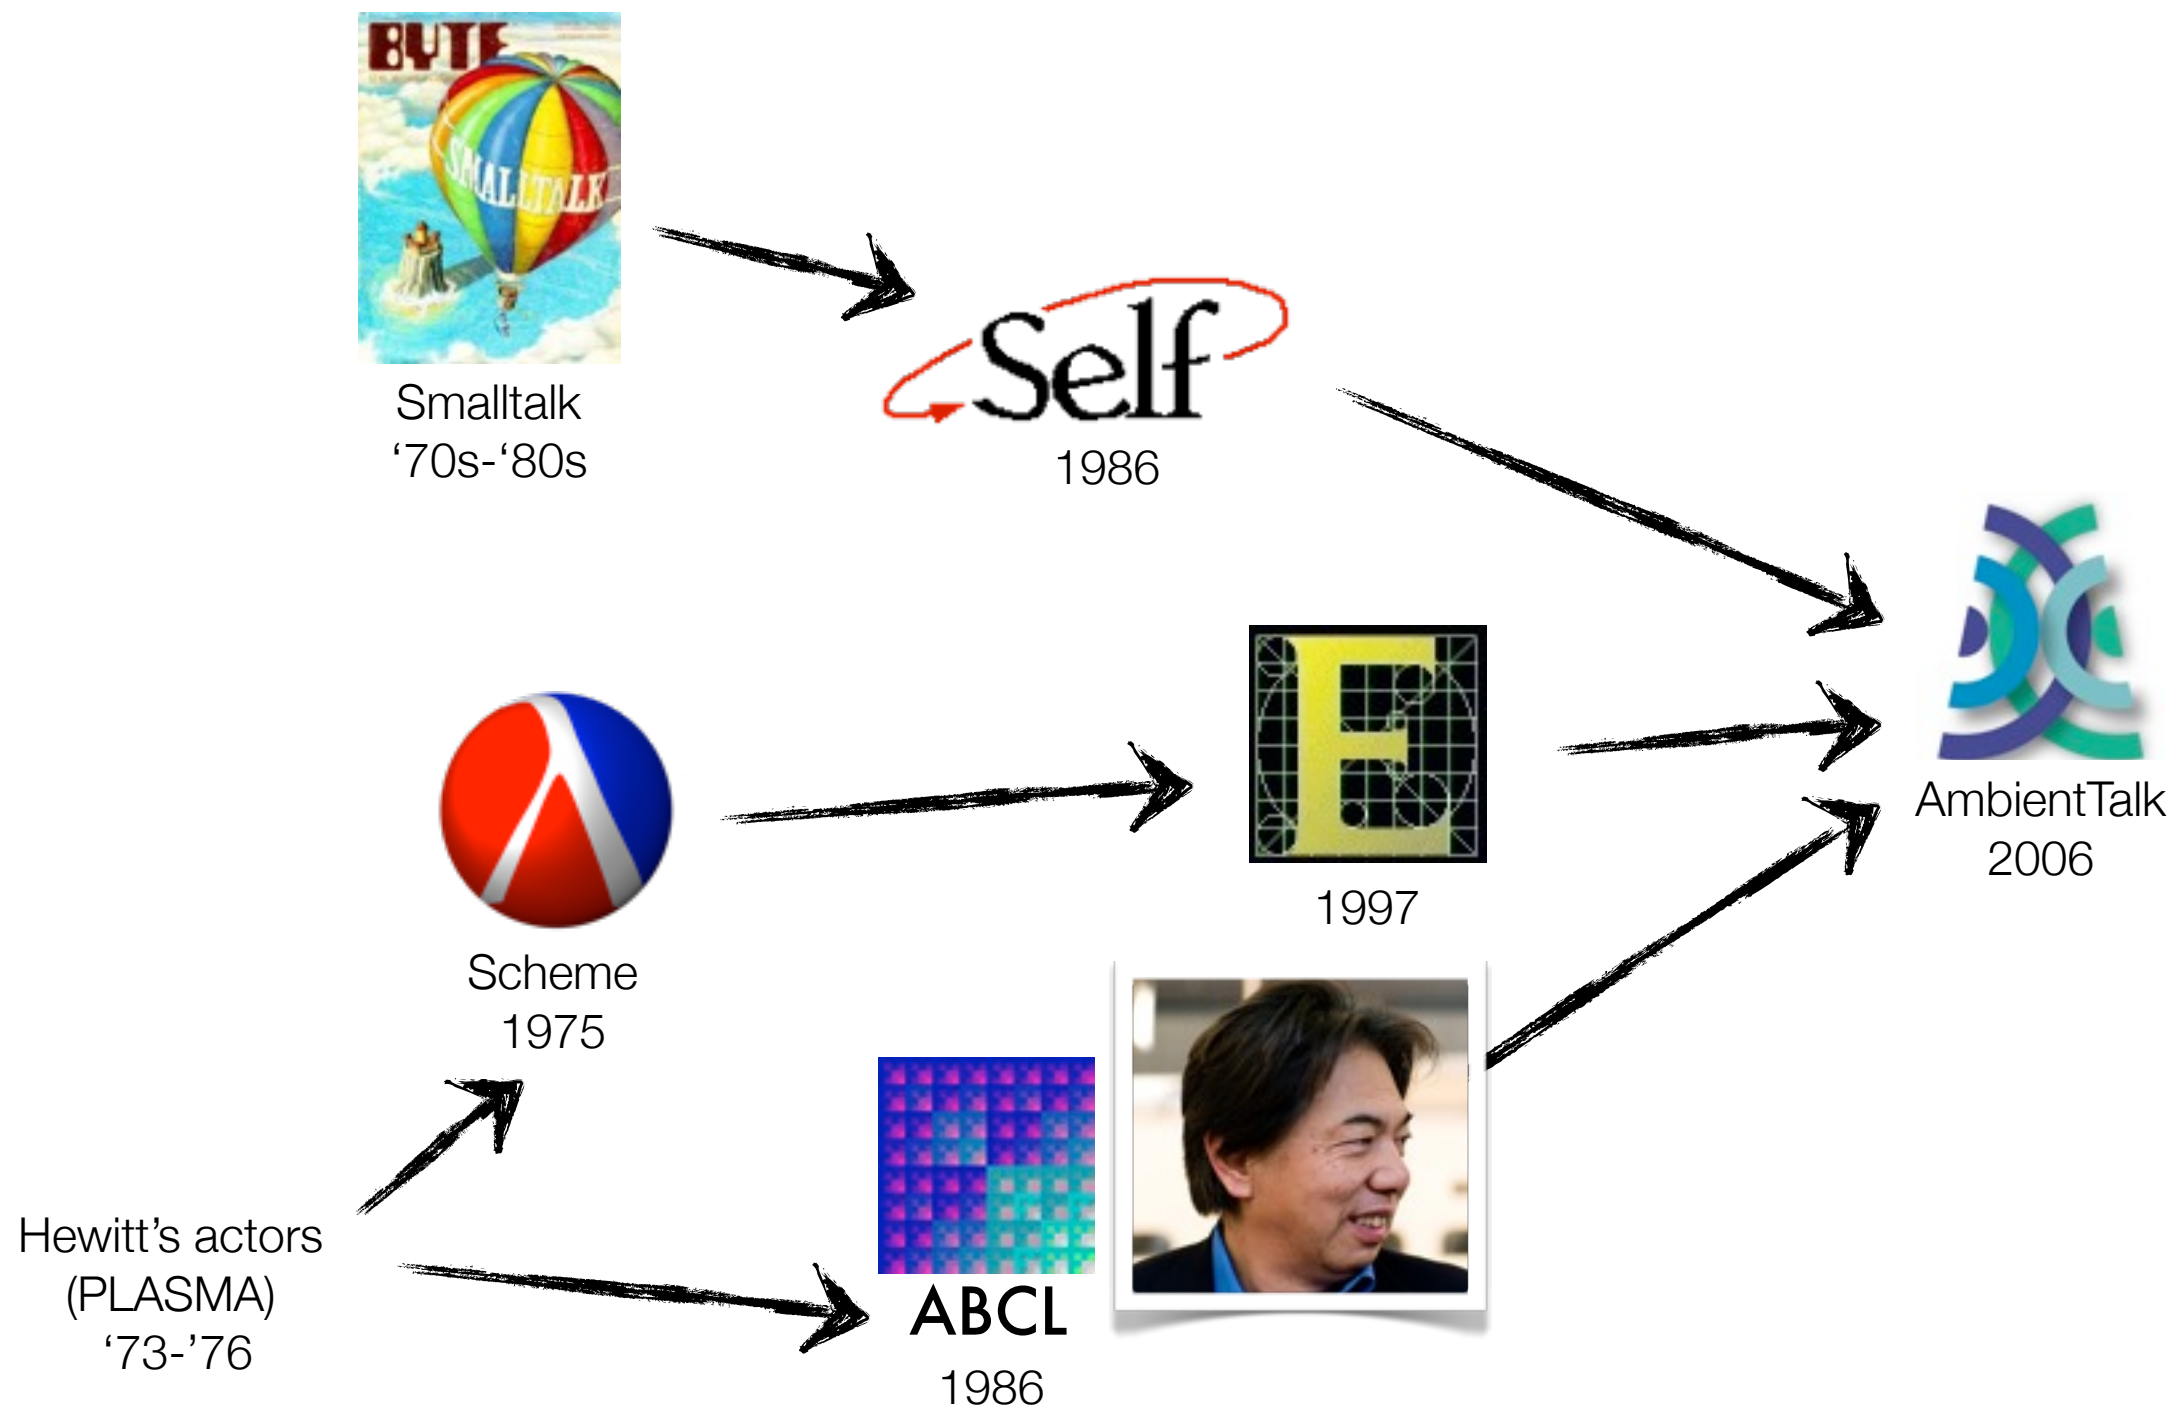 BYTE
SMALLTALK
Smalltalk
‘70s-‘80s
Self
1986
E
1997
AmbientTalk
2006
Scheme
1975
Hewitt’s actors
(PLASMA)
‘73-’76
ABCL
1986